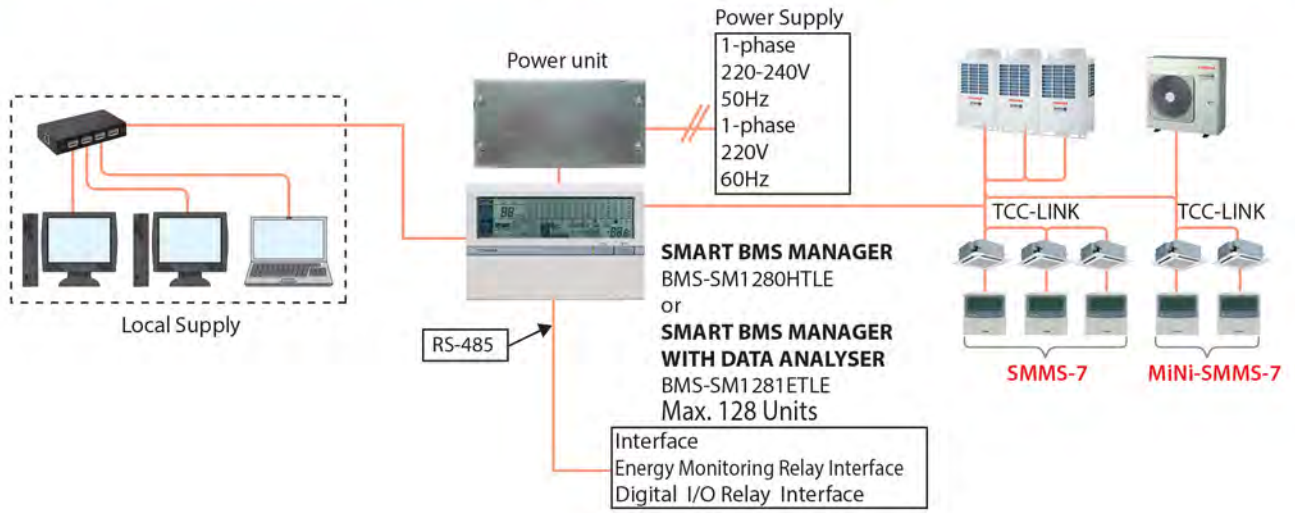 Power Supply
1-phase
220-240V
50Hz
1-phase
220V
60Hz
Power unit
Local Supply
RS-485
SMART BMS MANAGER
BMS-SM1280HTLE
or
SMART BMS MANAGER
WITH DATA ANALYSER
BMS-SM1281ETLE
Max. 128 Units
Interface
Energy Monitoring Relay Interface
Digital I/O Relay Interface
TCC-LINK
TCC-LINK
SMMS-7
MiNi-SMMS-7